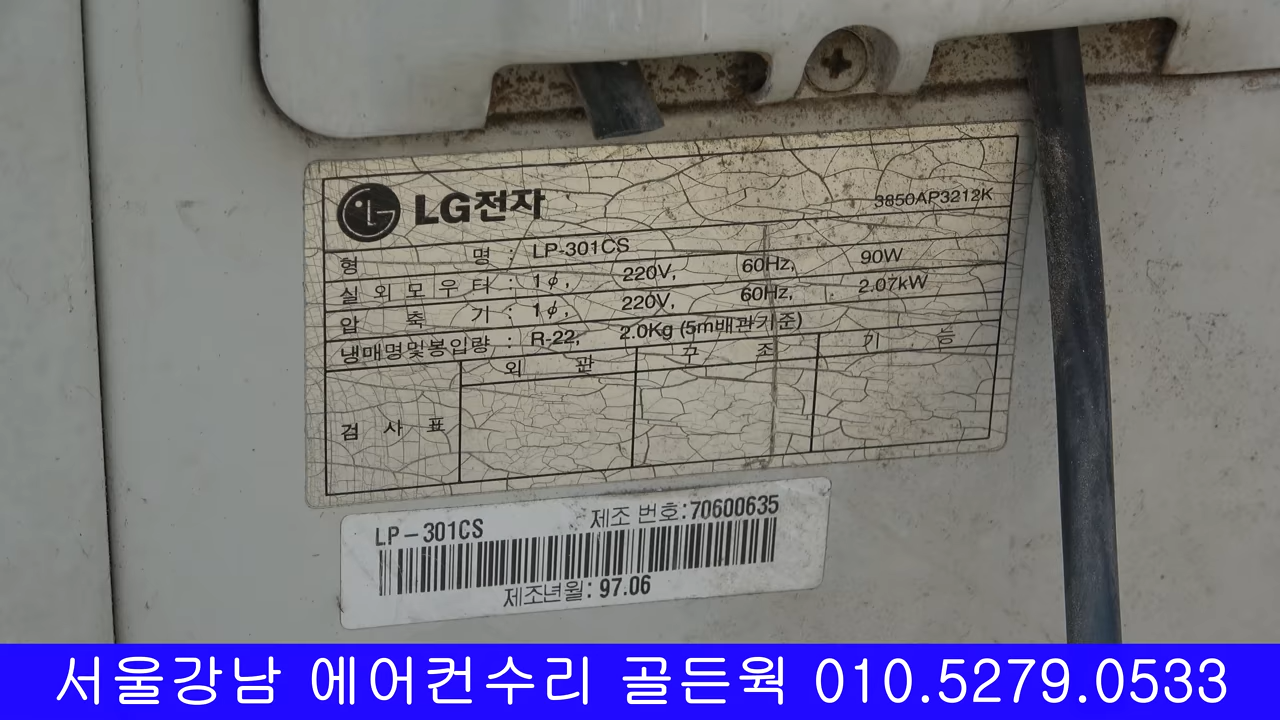 LG전자 3850AP3212K
형 명 : LP-301CS
실 외 모 우 터 : 1φ, 220V, 60Hz, 90W
압 축 기 : 1φ, 220V, 60Hz, 2.07kW
냉매명및봉입량 : R-22, 2.0Kg (5m배관기준)
검 사 표 외 관 구 조 기 능
LP-301CS 제조 번호:70600635
제조년월: 97.06
서울강남 에어컨수리 골든웍 010.5279.0533